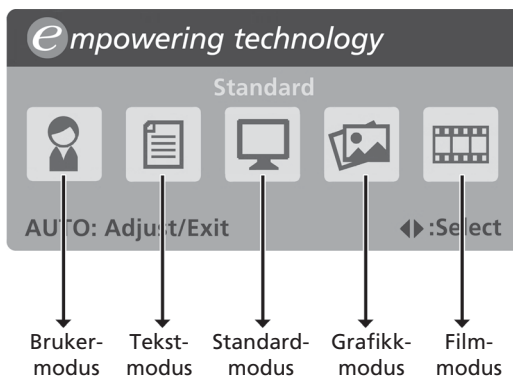 empowering technology
Standard
AUTO: Adjust/Exit ◀▶:Select
Bruker- Tekst- Standard- Grafikk- Film-
modus modus modus modus modus